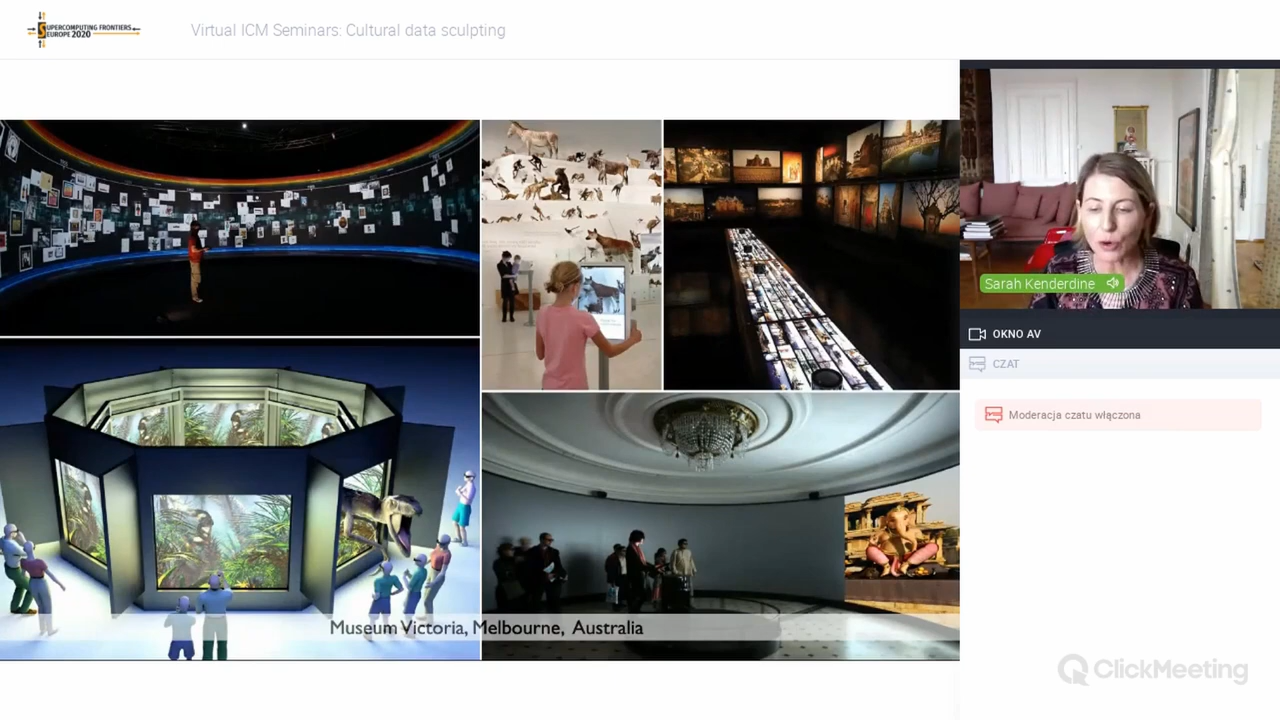 SUPERCOMPUTING FRONTIERS
EUROPE 2020
Virtual ICM Seminars: Cultural data sculpting
Museum Victoria, Melbourne, Australia
Sarah Kenderdine
OKNO AV
CZAT
Moderacja czatu włączona
ClickMeeting